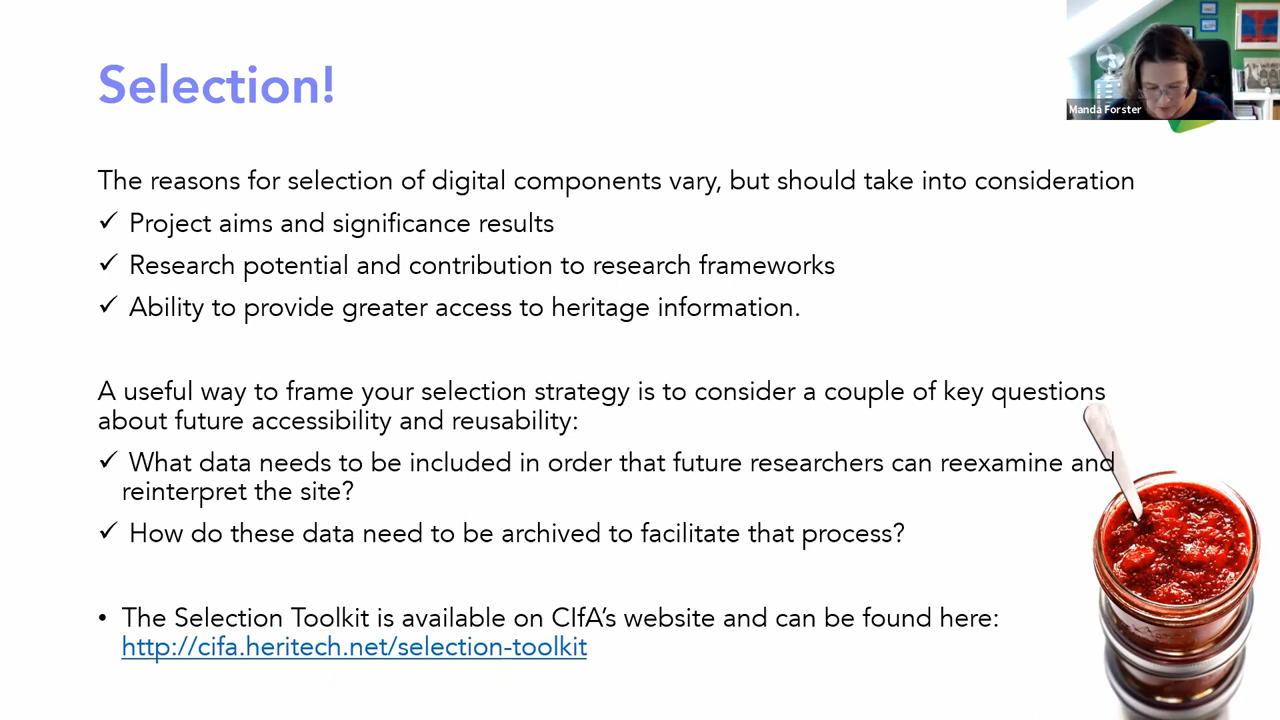 Selection!
Manda Forster
The reasons for selection of digital components vary, but should take into consideration
✓ Project aims and significance results
✓ Research potential and contribution to research frameworks
✓ Ability to provide greater access to heritage information.
A useful way to frame your selection strategy is to consider a couple of key questions
about future accessibility and reusability:
✓ What data needs to be included in order that future researchers can reexamine and
reinterpret the site?
✓ How do these data need to be archived to facilitate that process?
• The Selection Toolkit is available on CIfA’s website and can be found here:
http://cifa.heritech.net/selection-toolkit